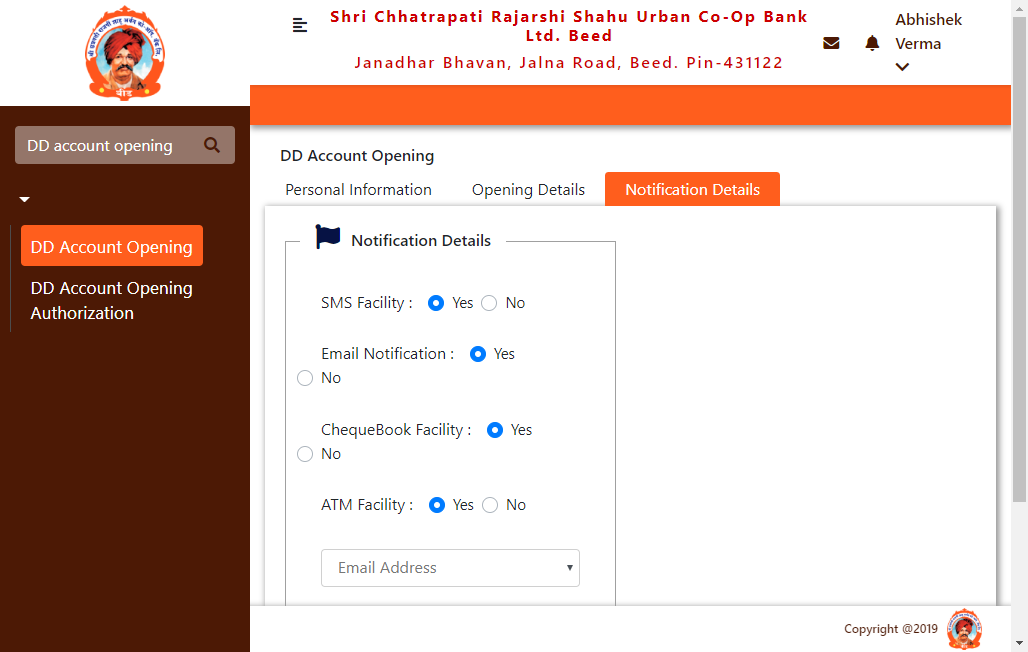 Shri Chhatrapati Rajarshi Shahu Urban Co-Op Bank
Ltd. Beed
Janadhar Bhavan, Jalna Road, Beed. Pin-431122
Abhishek
Verma
DD account opening
DD Account Opening
DD Account Opening
Authorization
DD Account Opening
Personal Information
Opening Details
Notification Details
Notification Details
SMS Facility : Yes No
Email Notification : Yes
No
ChequeBook Facility : Yes
No
ATM Facility : Yes No
Email Address
Copyright @2019